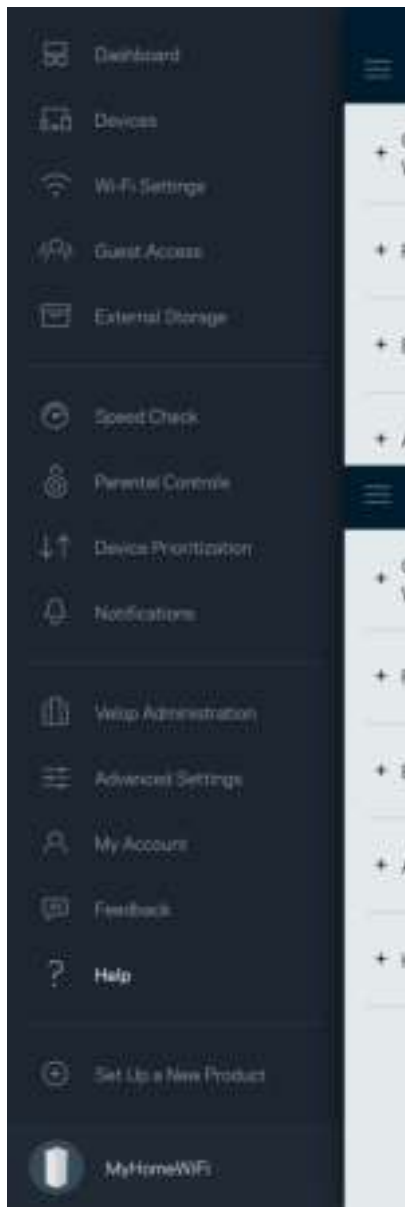 Dashboard
Devices
Wi-Fi Settings
Guest Access
External Storage
Speed Check
Parental Controls
Device Prioritization
Notifications
Velop Administration
Advanced Settings
My Account
Feedback
? Help
Set Up a New Product
MyHomeWiFi